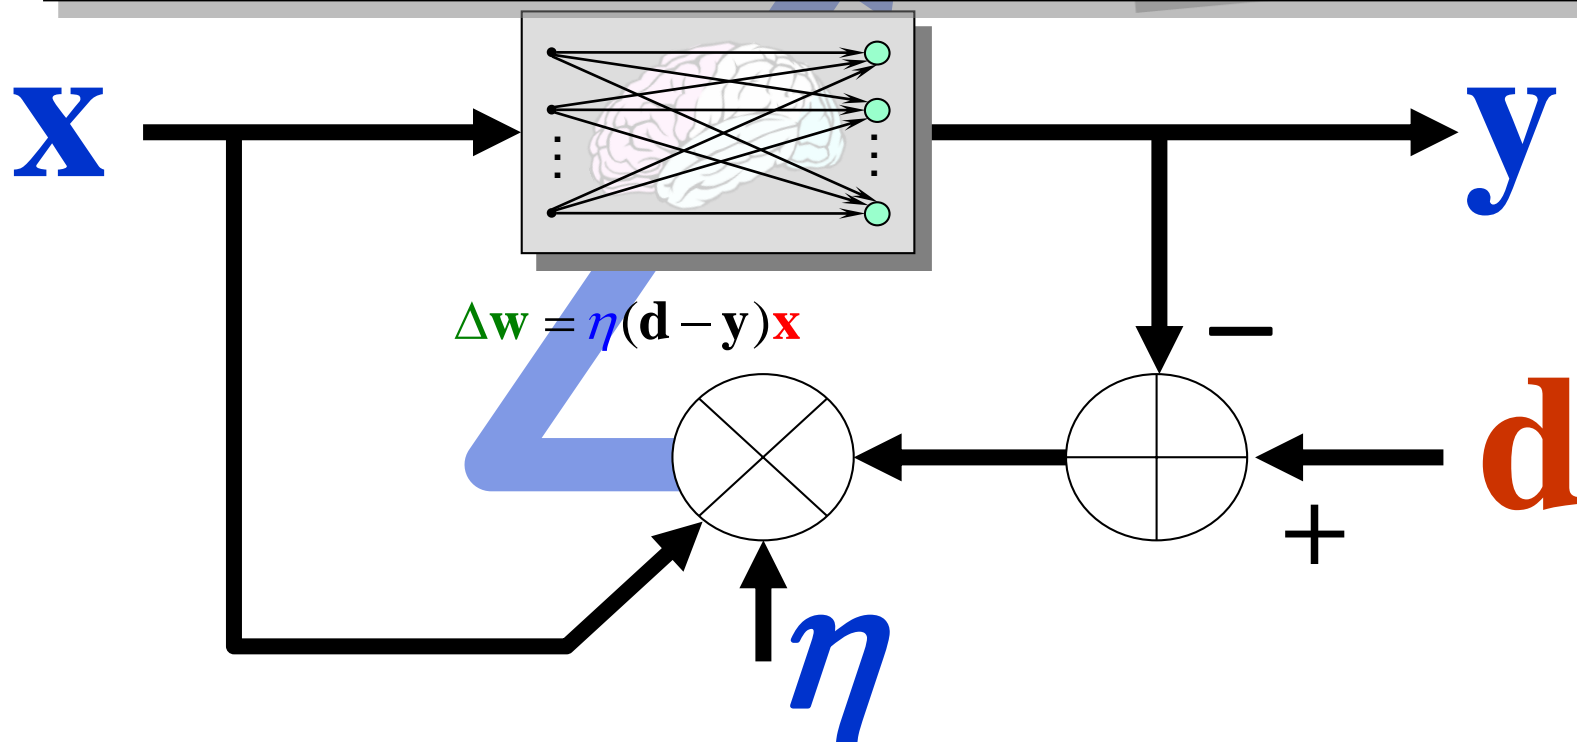 x
y
Δw = η(d – y)x
–
d
+
η